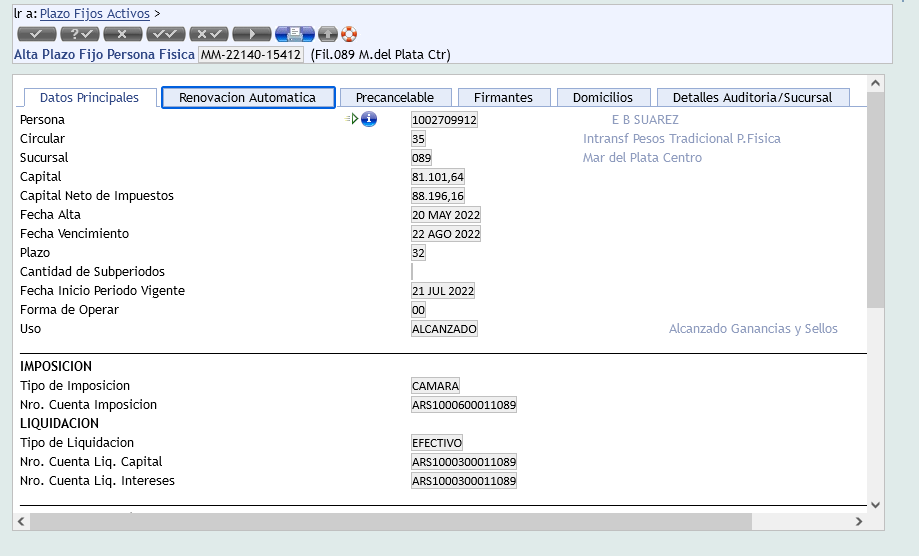 Ir a: Plazo Fijos Activos >
Alta Plazo Fijo Persona Fisica MM-22140-15412 (Fil.089 M.del Plata Ctr)
Datos Principales Renovacion Automatica Precancelable Firmantes Domicilios Detalles Auditoria/Sucursal
Persona 1002709912 E B SUAREZ
Circular 35 Intransf Pesos Tradicional P.Fisica
Sucursal 089 Mar del Plata Centro
Capital 81.101,64
Capital Neto de Impuestos 88.196,16
Fecha Alta 20 MAY 2022
Fecha Vencimiento 22 AGO 2022
Plazo 32
Cantidad de Subperiodos
Fecha Inicio Periodo Vigente 21 JUL 2022
Forma de Operar 00
Uso ALCANZADO Alcanzado Ganancias y Sellos
IMPOSICION
Tipo de Imposicion CAMARA
Nro. Cuenta Imposicion ARS1000600011089
LIQUIDACION
Tipo de Liquidacion EFECTIVO
Nro. Cuenta Liq. Capital ARS1000300011089
Nro. Cuenta Liq. Intereses ARS1000300011089